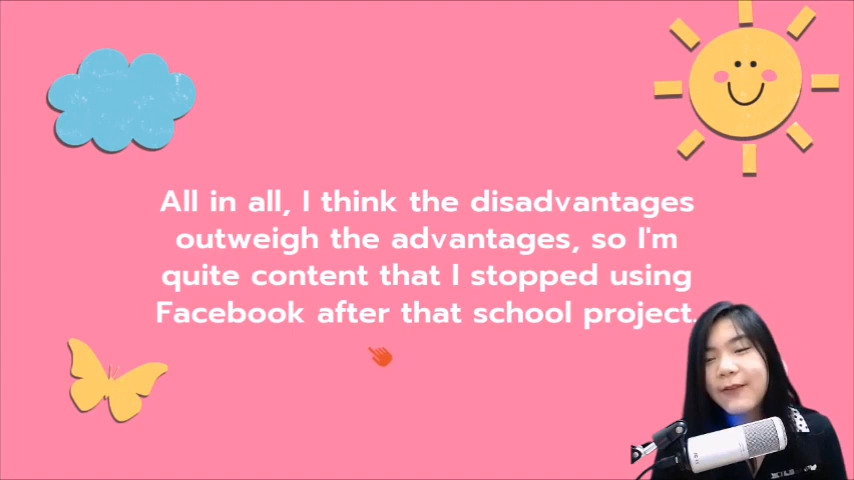 All in all, I think the disadvantages
outweigh the advantages, so I'm
quite content that I stopped using
Facebook after that school project.